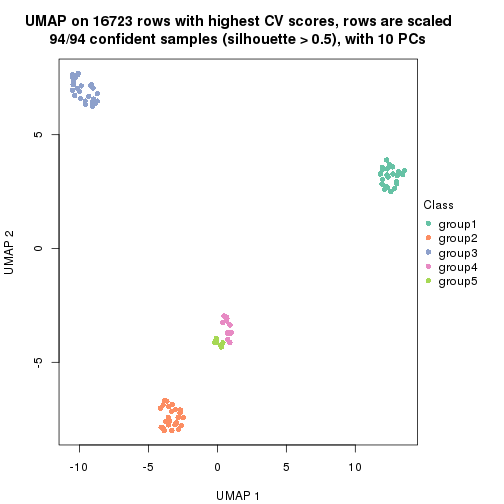 UMAP on 16723 rows with highest CV scores, rows are scaled
94/94 confident samples (silhouette > 0.5), with 10 PCs
5
0
-5
UMAP 2
-10
-5
0
5
10
UMAP 1
Class
group1
group2
group3
group4
group5